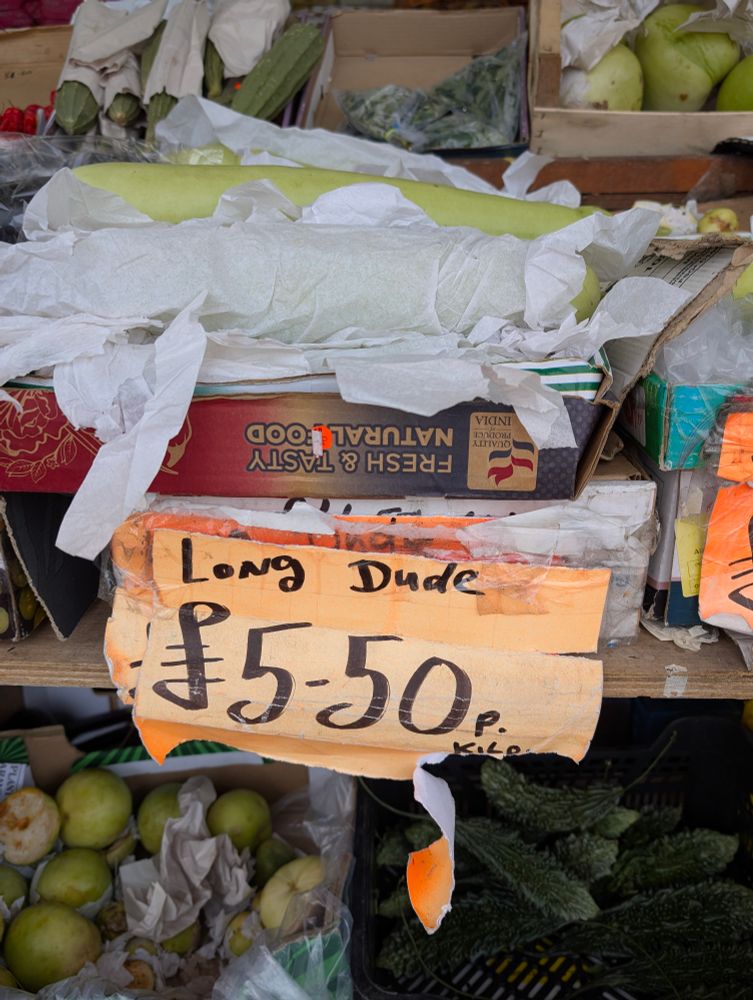 FRESH & TASTY
NATURAL FOOD
QUALITY
of
PRODUCE
INDIA
Long Dude
£5-50 p.
KILO